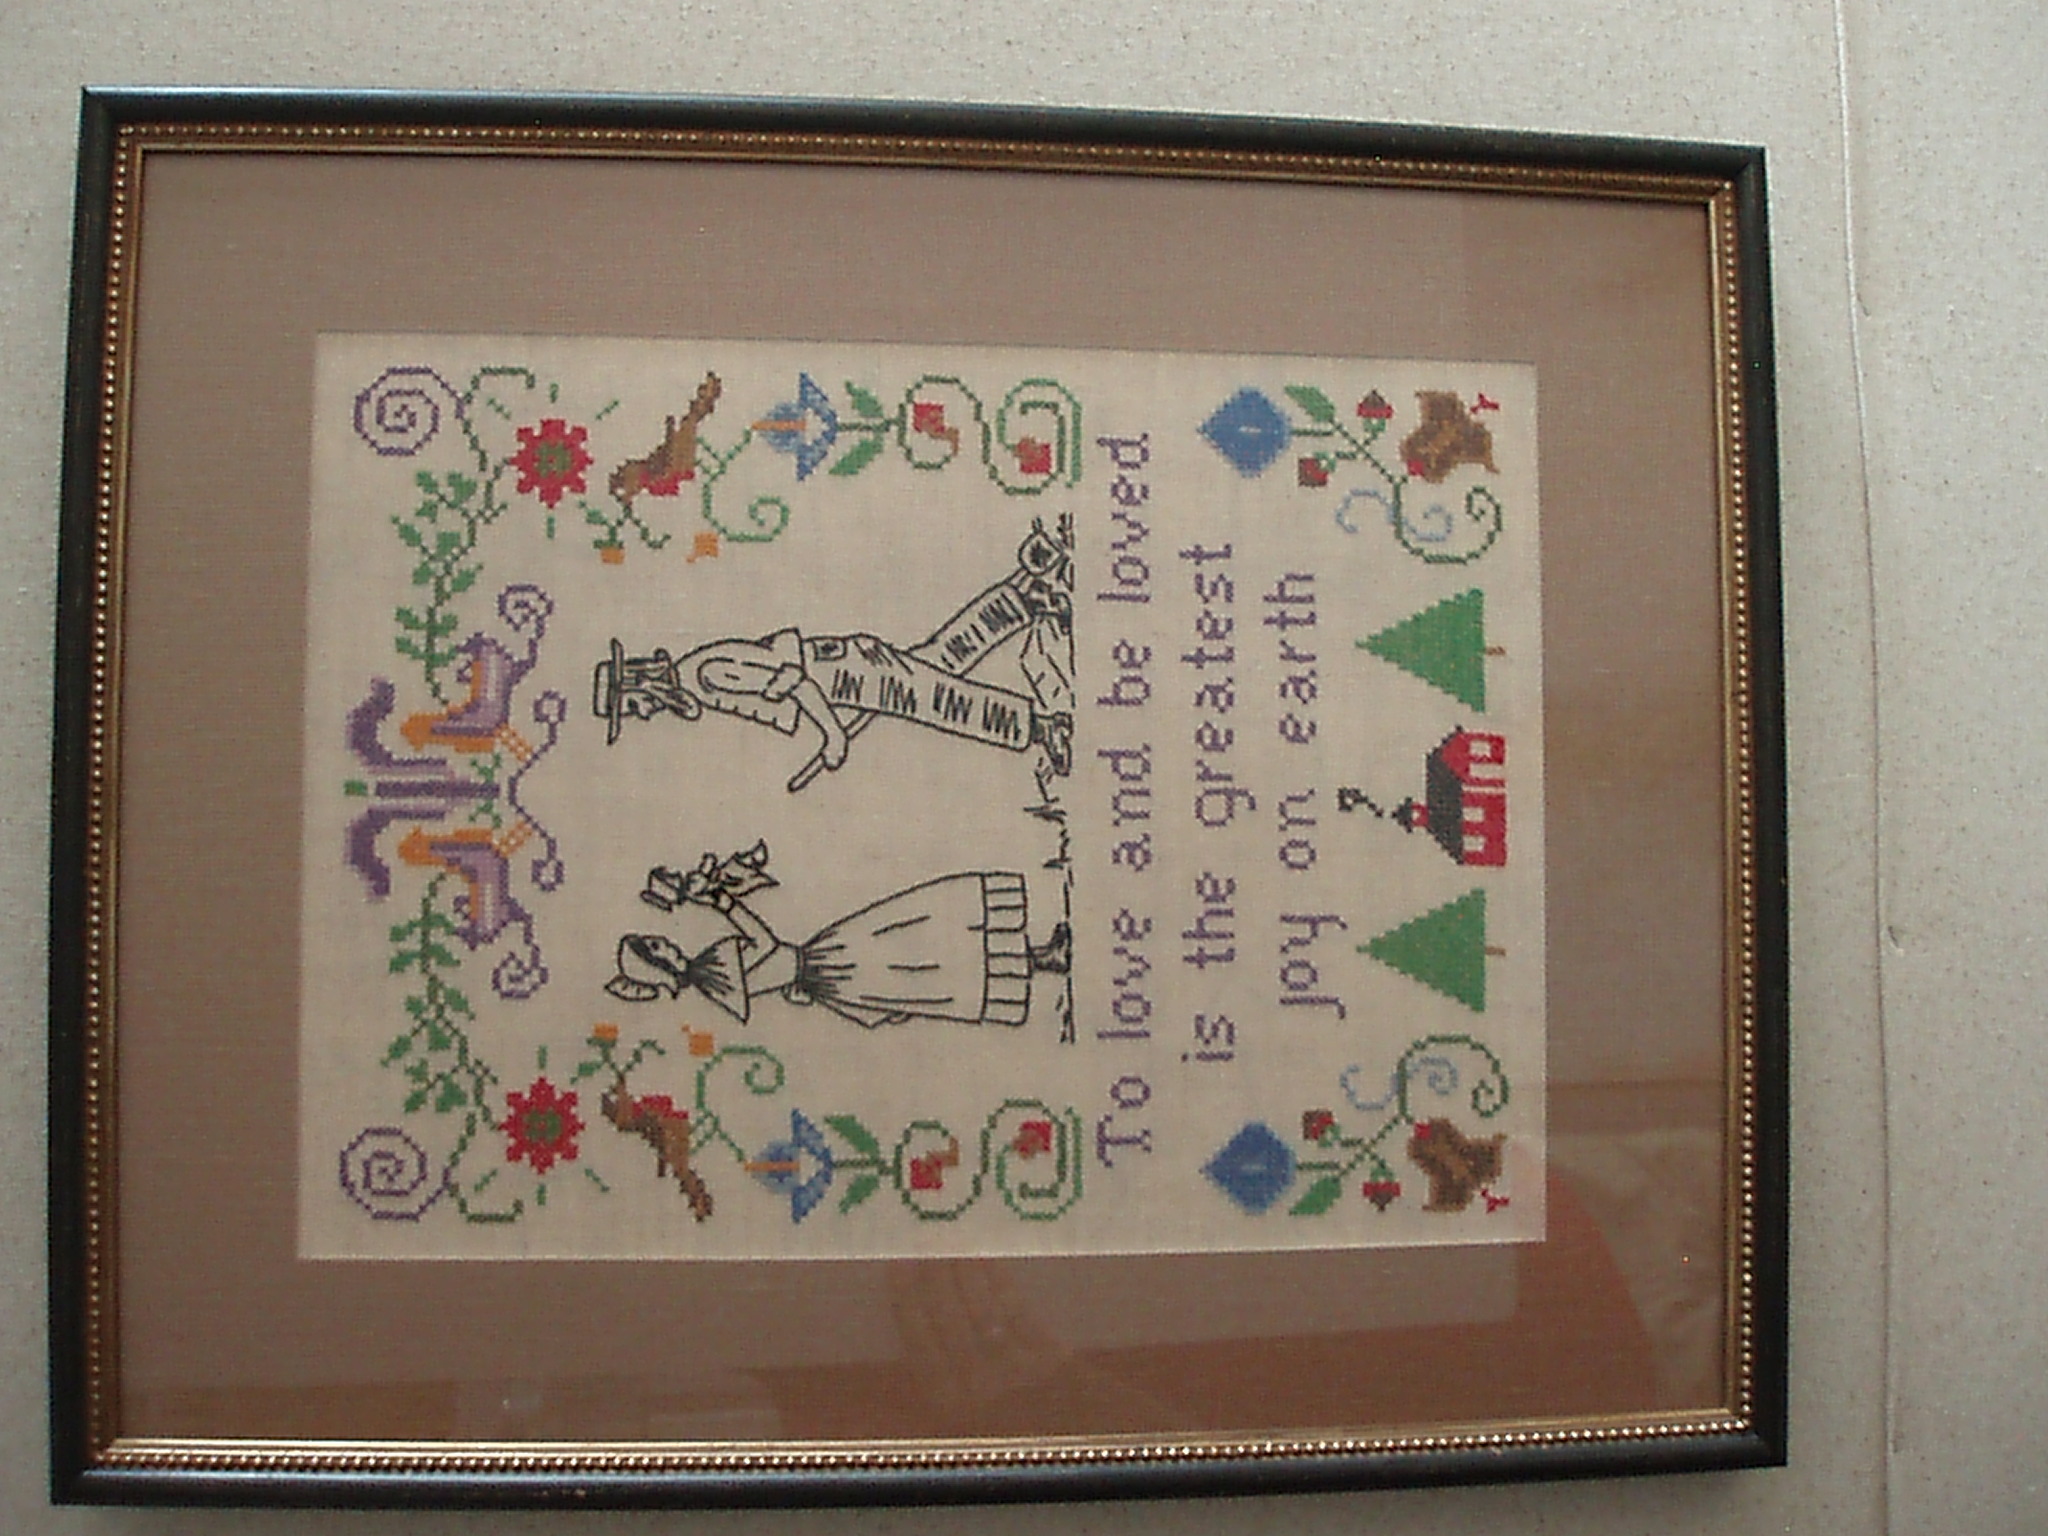 To love and be loved
is the greatest
joy on earth